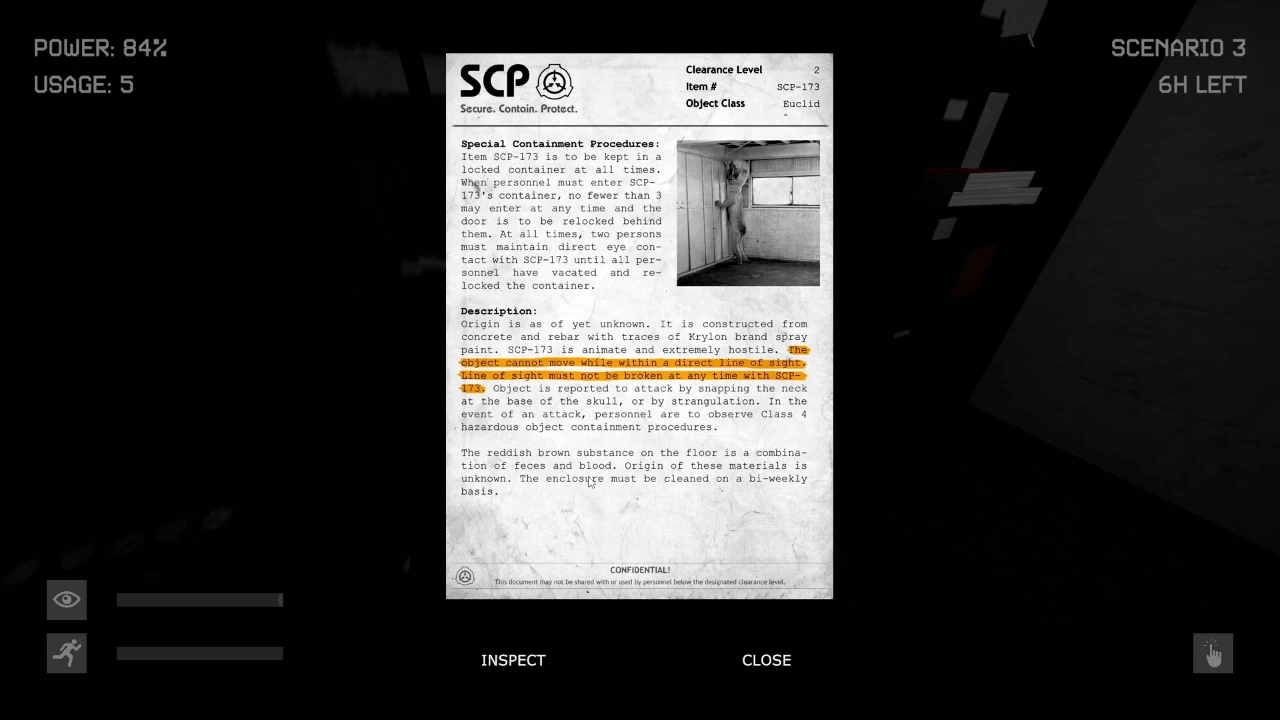 POWER: 84%
USAGE: 5
SCENARIO 3
6H LEFT
SCP
Secure. Contain. Protect.
Clearance Level 2
Item # SCP-173
Object Class Euclid
Special Containment Procedures:
Item SCP-173 is to be kept in a
locked container at all times.
When personnel must enter SCP-
173's container, no fewer than 3
may enter at any time and the
door is to be relocked behind
them. At all times, two persons
must maintain direct eye con-
tact with SCP-173 until all per-
sonnel have vacated and re-
locked the container.
Description:
Origin is as of yet unknown. It is constructed from
concrete and rebar with traces of Krylon brand spray
paint. SCP-173 is animate and extremely hostile. The
object cannot move while within a direct line of sight.
Line of sight must not be broken at any time with SCP-
173. Object is reported to attack by snapping the neck
at the base of the skull, or by strangulation. In the
event of an attack, personnel are to observe Class 4
hazardous object containment procedures.
The reddish brown substance on the floor is a combina-
tion of feces and blood. Origin of these materials is
unknown. The enclosure must be cleaned on a bi-weekly
basis.
CONFIDENTIAL!
This document may not be shared with or used by personnel below the designated clearance level.
INSPECT
CLOSE